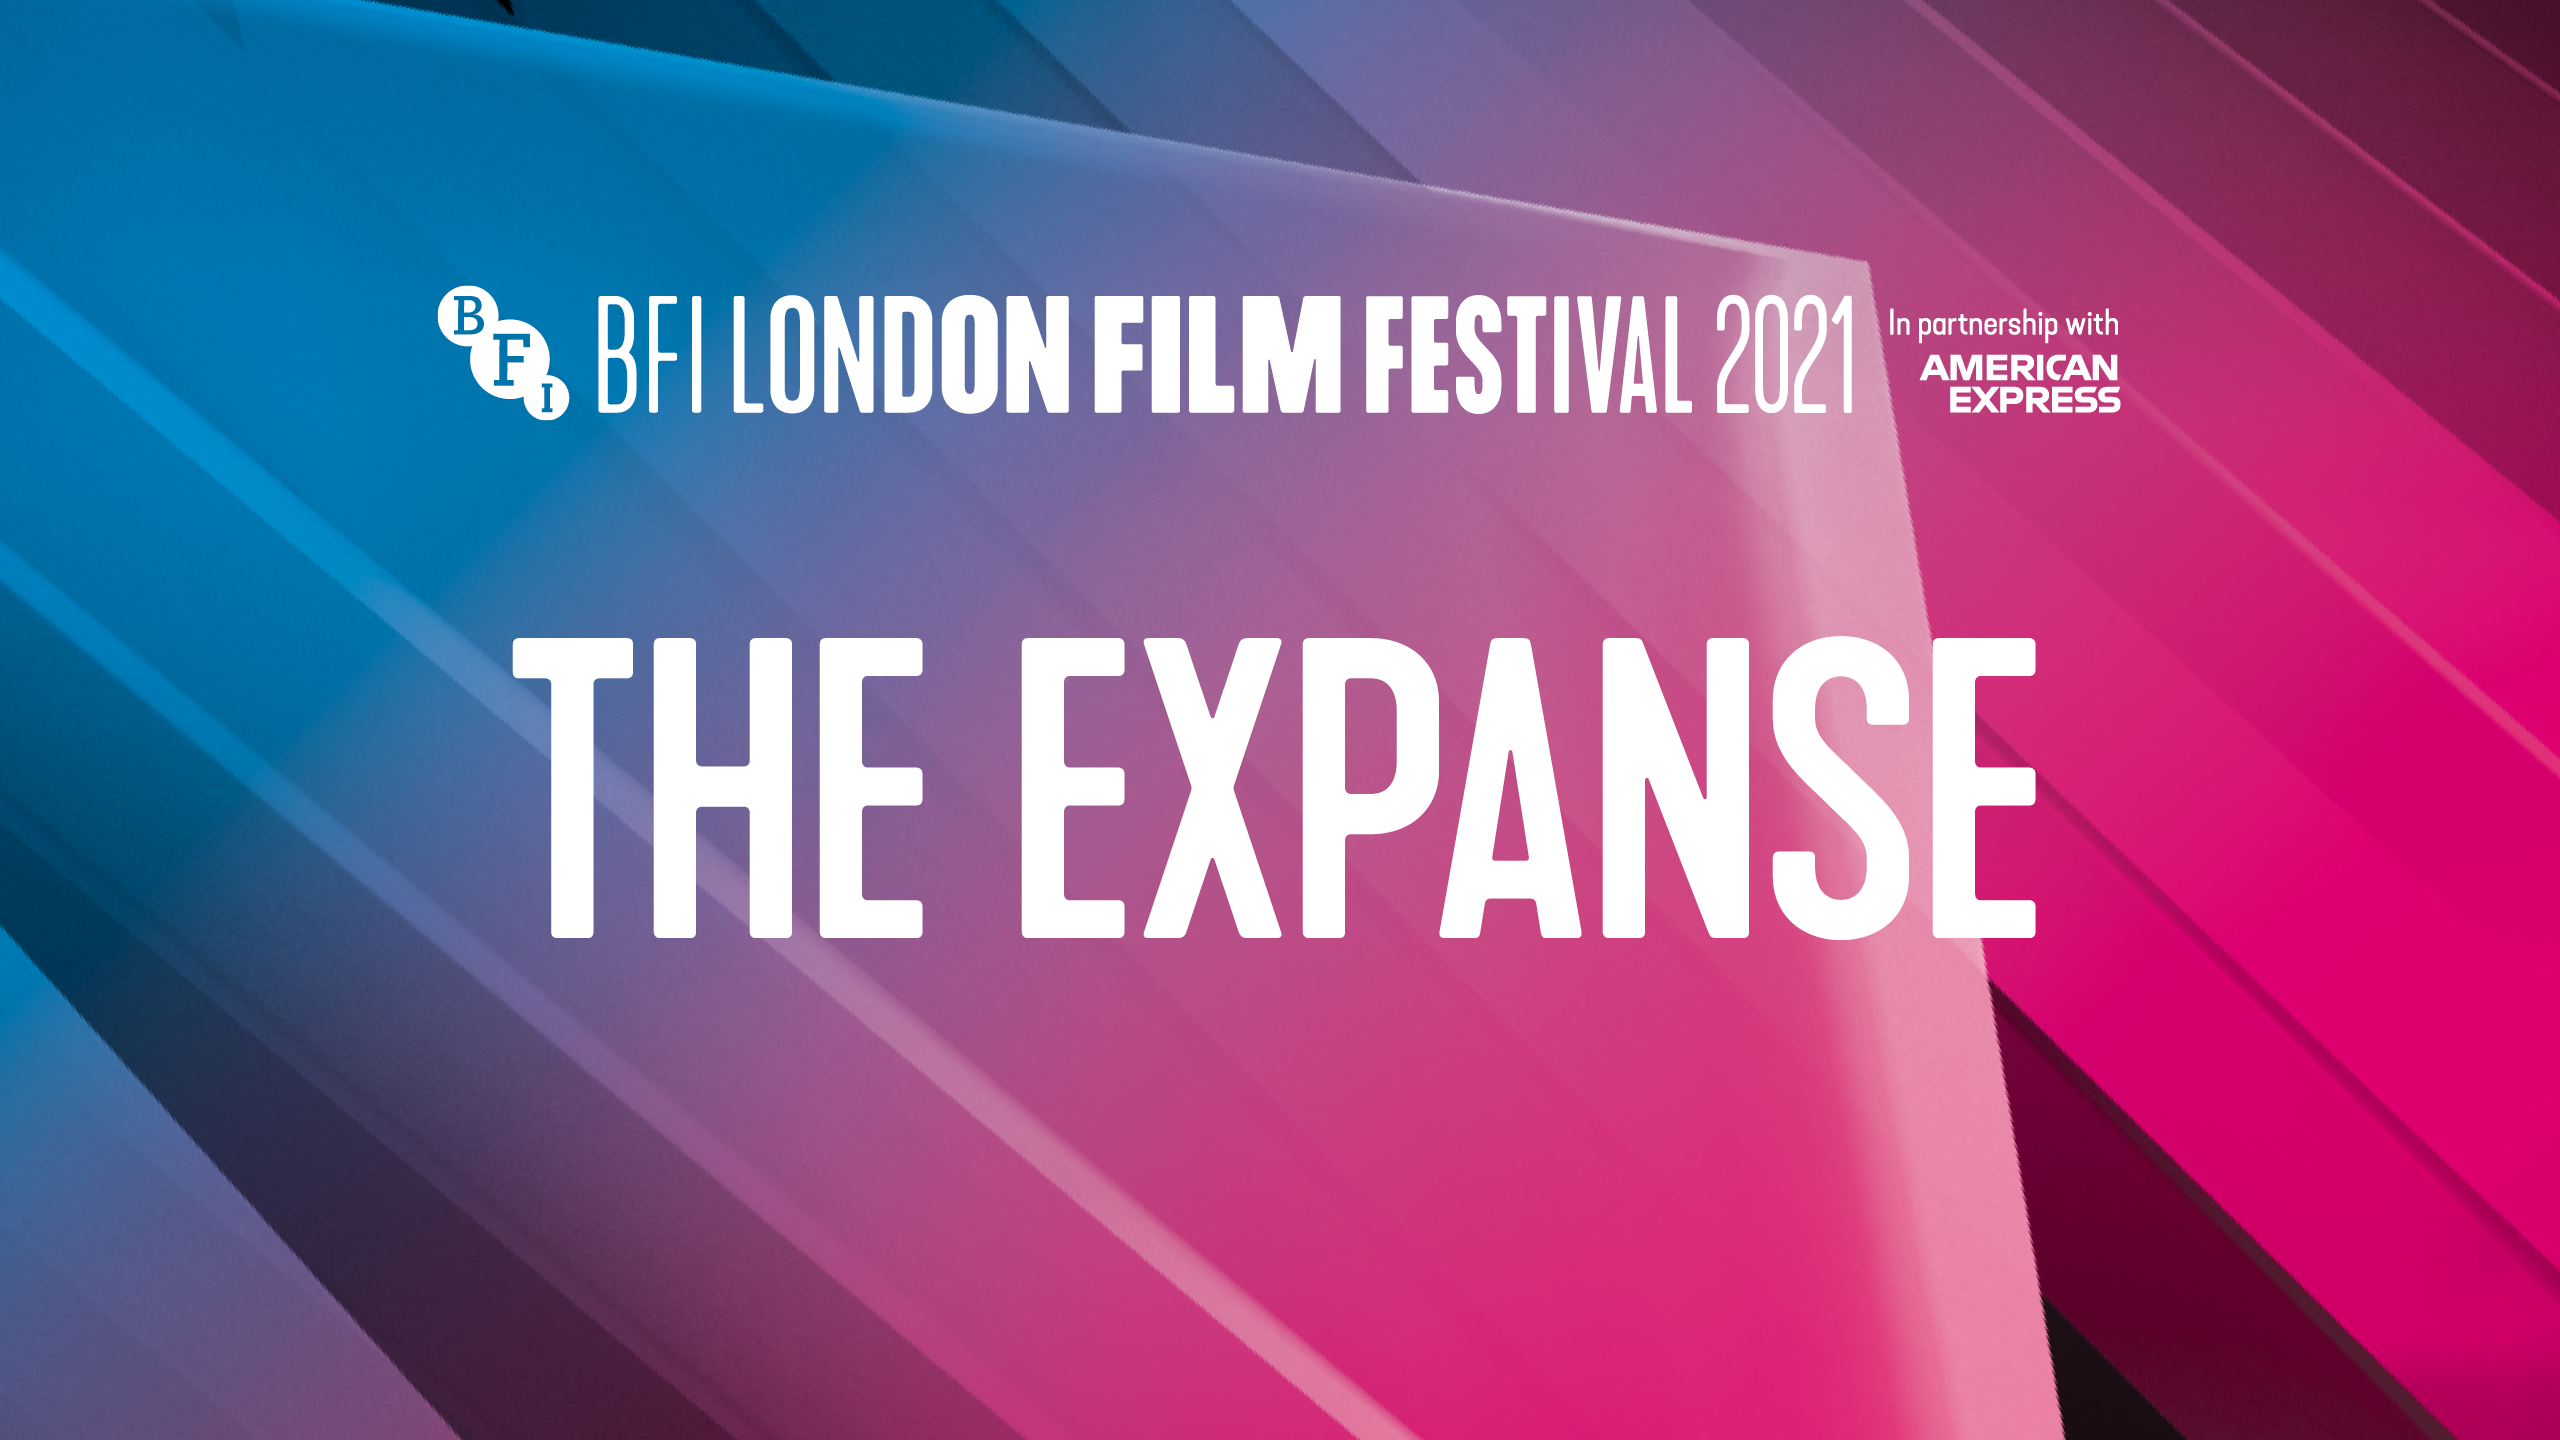 BFI
BFI LONDON FILM FESTIVAL 2021
In partnership with
AMERICAN
EXPRESS
THE EXPANSE